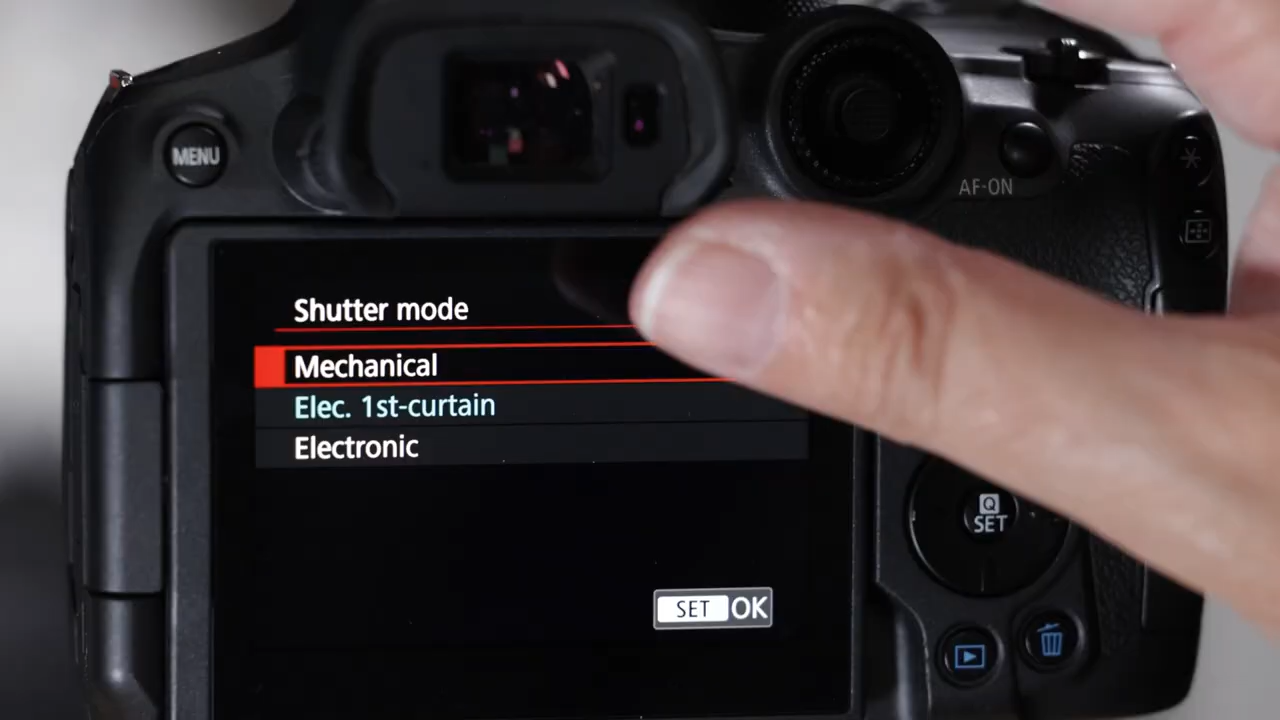 MENU
AF-ON
Shutter mode
Mechanical
Elec. 1st-curtain
Electronic
Q
SET
SET OK